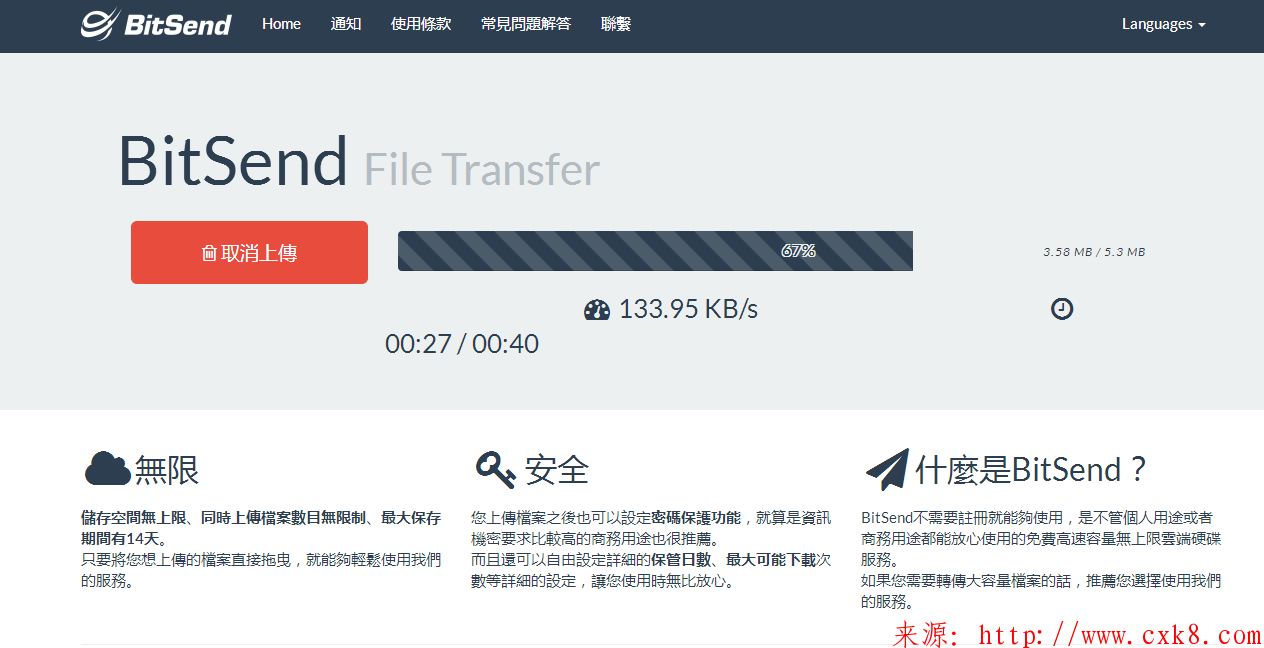 BitSend Home 通知 使用條款 常見問題解答 聯繫 Languages
BitSend File Transfer
取消上傳 67% 3.58 MB / 5.3 MB
133.95 KB/s
00:27 / 00:40
無限
儲存空間無上限、同時上傳檔案數目無限制、最大保存
期間有14天。
只要將您想上傳的檔案直接拖曳，就能夠輕鬆使用我們
的服務。
安全
您上傳檔案之後也可以設定密碼保護功能，就算是資訊
機密要求比較高的商務用途也很推薦。
而且還可以自由設定詳細的保管日數、最大可能下載次
數等詳細的設定，讓您使用時無比放心。
什麼是BitSend？
BitSend不需要註冊就能夠使用，是不管個人用途或者
商務用途都能放心使用的免費高速容量無上限雲端硬碟
服務。
如果您需要轉傳大容量檔案的話，推薦您選擇使用我們
的服務。
来源: http://www.cxk8.com